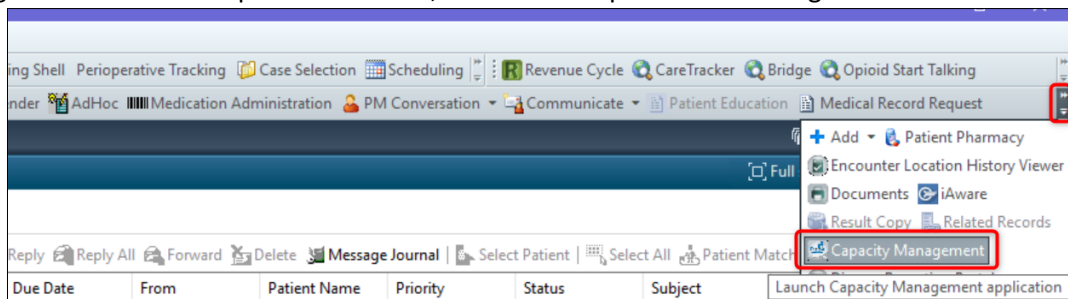 ing Shell Perioperative Tracking Case Selection Scheduling Revenue Cycle CareTracker Bridge Opioid Start Talking
ender AdHoc Medication Administration PM Conversation Communicate Patient Education Medical Record Request
Add Patient Pharmacy
Full
Encounter Location History Viewer
Documents iAware
Result Copy Related Records
Reply Reply All Forward Delete Message Journal Select Patient Select All Patient Match
Capacity Management
Due Date From Patient Name Priority Status Subject
Launch Capacity Management application